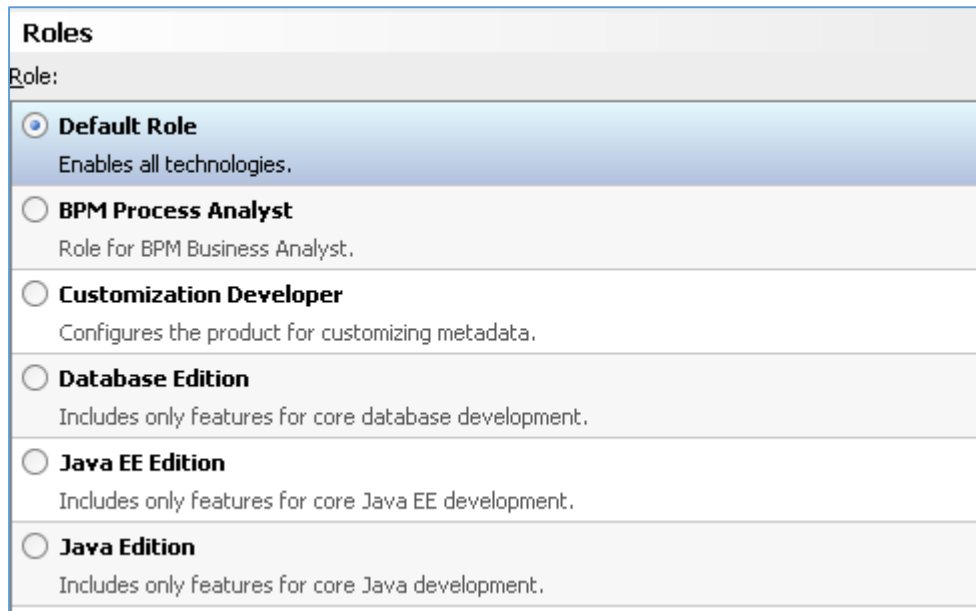 Roles
Role:
Default Role
Enables all technologies.
BPM Process Analyst
Role for BPM Business Analyst.
Customization Developer
Configures the product for customizing metadata.
Database Edition
Includes only features for core database development.
Java EE Edition
Includes only features for core Java EE development.
Java Edition
Includes only features for core Java development.